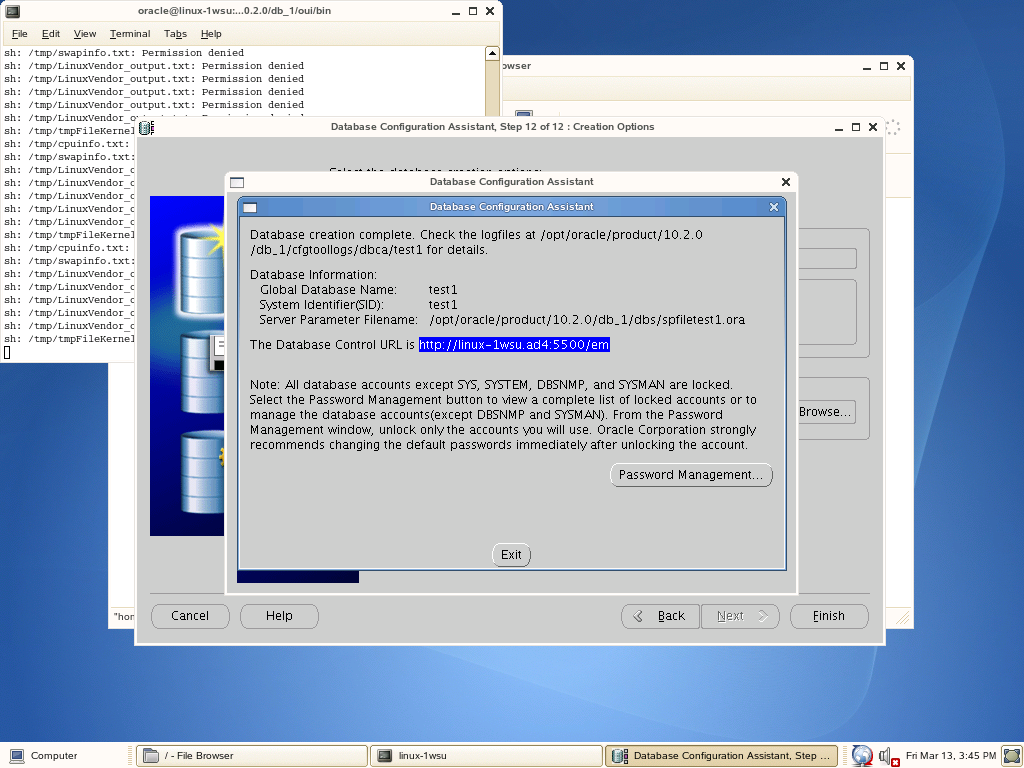 oracle@linux-1wsu:...0.2.0/db_1/oui/bin
File Edit View Terminal Tabs Help
sh: /tmp/swapinfo.txt: Permission denied
sh: /tmp/LinuxVendor_output.txt: Permission denied
sh: /tmp/LinuxVendor_output.txt: Permission denied
sh: /tmp/LinuxVendor_output.txt: Permission denied
sh: /tmp/LinuxVendor_output.txt: Permission denied
sh: /tmp/tmpFileKernel
sh: /tmp/cpuinfo.txt:
sh: /tmp/swapinfo.txt:
sh: /tmp/LinuxVendor_o
sh: /tmp/LinuxVendor_o
sh: /tmp/LinuxVendor_o
sh: /tmp/LinuxVendor_o
sh: /tmp/LinuxVendor_o
sh: /tmp/tmpFileKernel
sh: /tmp/cpuinfo.txt:
sh: /tmp/swapinfo.txt:
sh: /tmp/LinuxVendor_o
sh: /tmp/LinuxVendor_o
sh: /tmp/LinuxVendor_o
sh: /tmp/LinuxVendor_o
sh: /tmp/LinuxVendor_o
sh: /tmp/tmpFileKernel
owser
Database Configuration Assistant, Step 12 of 12 : Creation Options
Select the database creation options:
Database Configuration Assistant
Database Configuration Assistant
Database creation complete. Check the logfiles at /opt/oracle/product/10.2.0
/db_1/cfgtoollogs/dbca/test1 for details.
Database Information:
Global Database Name: test1
System Identifier(SID): test1
Server Parameter Filename: /opt/oracle/product/10.2.0/db_1/dbs/spfiletest1.ora
The Database Control URL is http://linux-1wsu.ad4:5500/em
Note: All database accounts except SYS, SYSTEM, DBSNMP, and SYSMAN are locked.
Select the Password Management button to view a complete list of locked accounts or to
manage the database accounts(except DBSNMP and SYSMAN). From the Password
Management window, unlock only the accounts you will use. Oracle Corporation strongly
recommends changing the default passwords immediately after unlocking the account.
Password Management...
Exit
Browse...
"hom
Cancel Help Back Next Finish
Computer / - File Browser linux-1wsu Database Configuration Assistant, Step ... Fri Mar 13, 3:45 PM